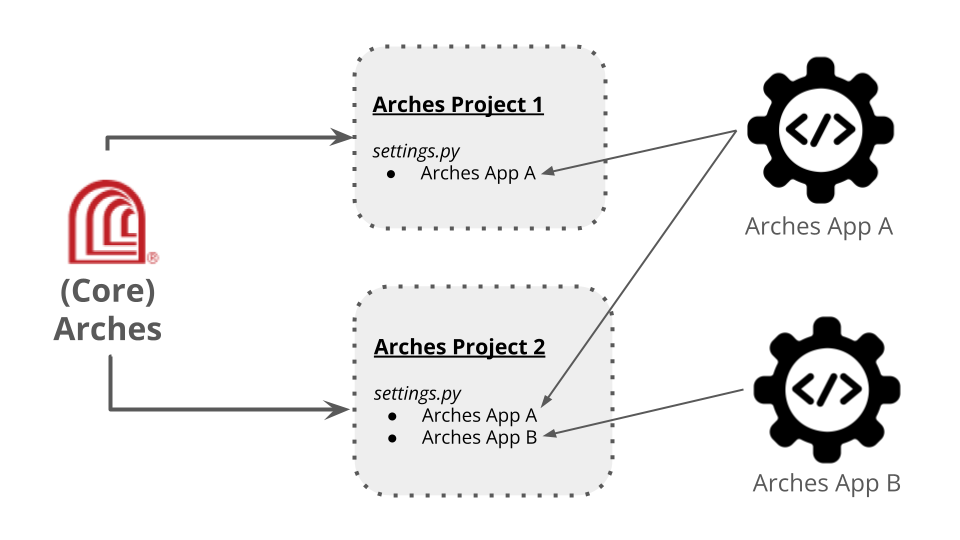 Arches Project 1
settings.py
● Arches App A
Arches App A
®
(Core)
Arches
Arches Project 2
settings.py
● Arches App A
● Arches App B
</>
Arches App B